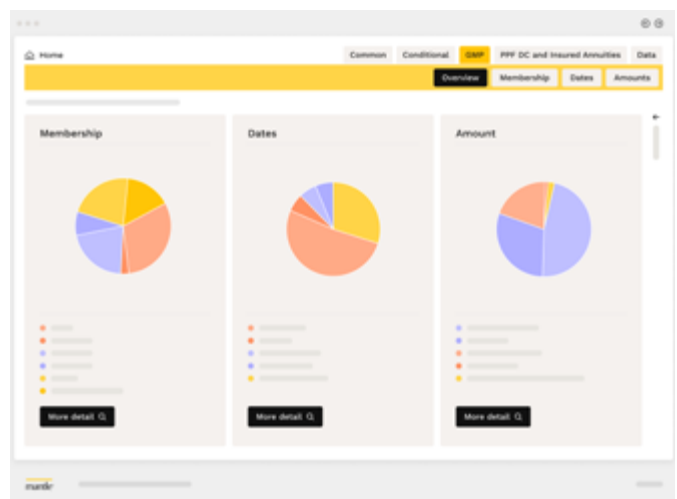 Home Common Conditional GMP PPF DC and Insured Annuities Data
Overview Membership Dates Amounts
Membership
Dates
Amount
More detail
More detail
More detail
mantle